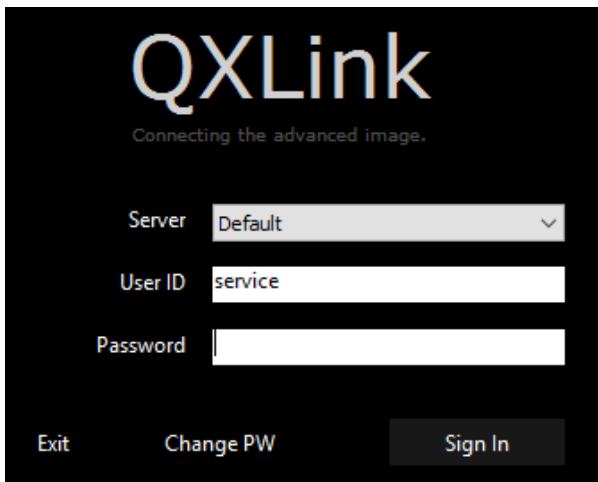 QXLink
Connecting the advanced image.
Server Default
User ID service
Password
Exit Change PW Sign In